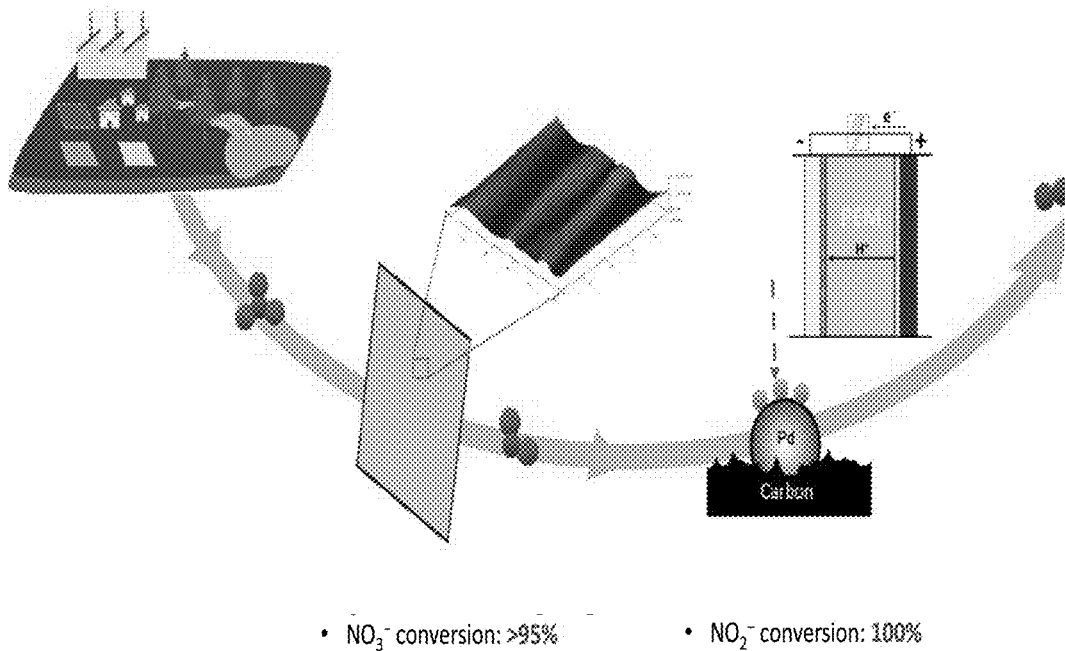 e⁻
- +
H⁺
Pd
Carbon
• NO₃⁻ conversion: >95%
• NO₂⁻ conversion: 100%